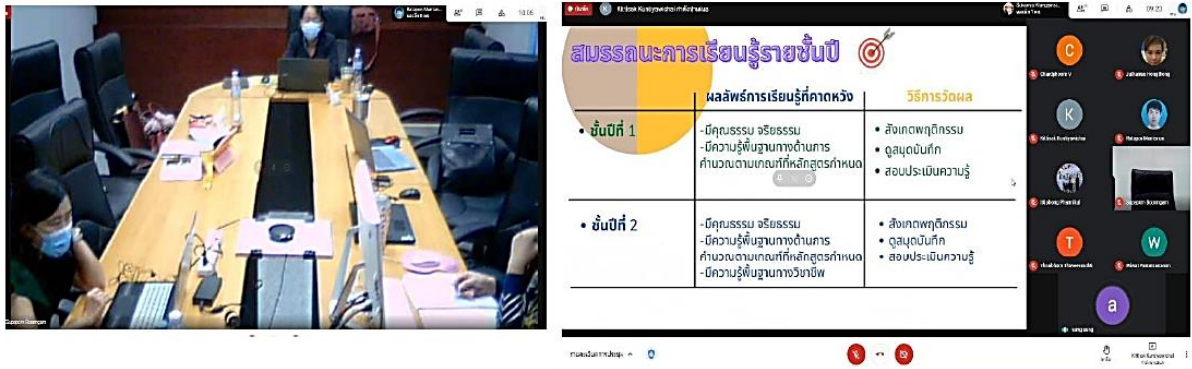 10:05
Supaporn Boonngam
09:23
สมรรถนะการเรียนรู้รายชั้นปี
ผลลัพธ์การเรียนรู้ที่คาดหวัง
วิธีการวัดผล
• ชั้นปีที่ 1
-มีคุณธรรม จริยธรรม
-มีความรู้พื้นฐานทางด้านการ
คำนวณตามเกณฑ์ที่หลักสูตรกำหนด
• สังเกตพฤติกรรม
• ดูสมุดบันทึก
• สอบประเมินความรู้
• ชั้นปีที่ 2
-มีคุณธรรม จริยธรรม
-มีความรู้พื้นฐานทางด้านการ
คำนวณตามเกณฑ์ที่หลักสูตรกำหนด
-มีความรู้พื้นฐานทางวิชาชีพ
• สังเกตพฤติกรรม
• ดูสมุดบันทึก
• สอบประเมินความรู้
C
K
Supaporn Boonngam
T
W
a